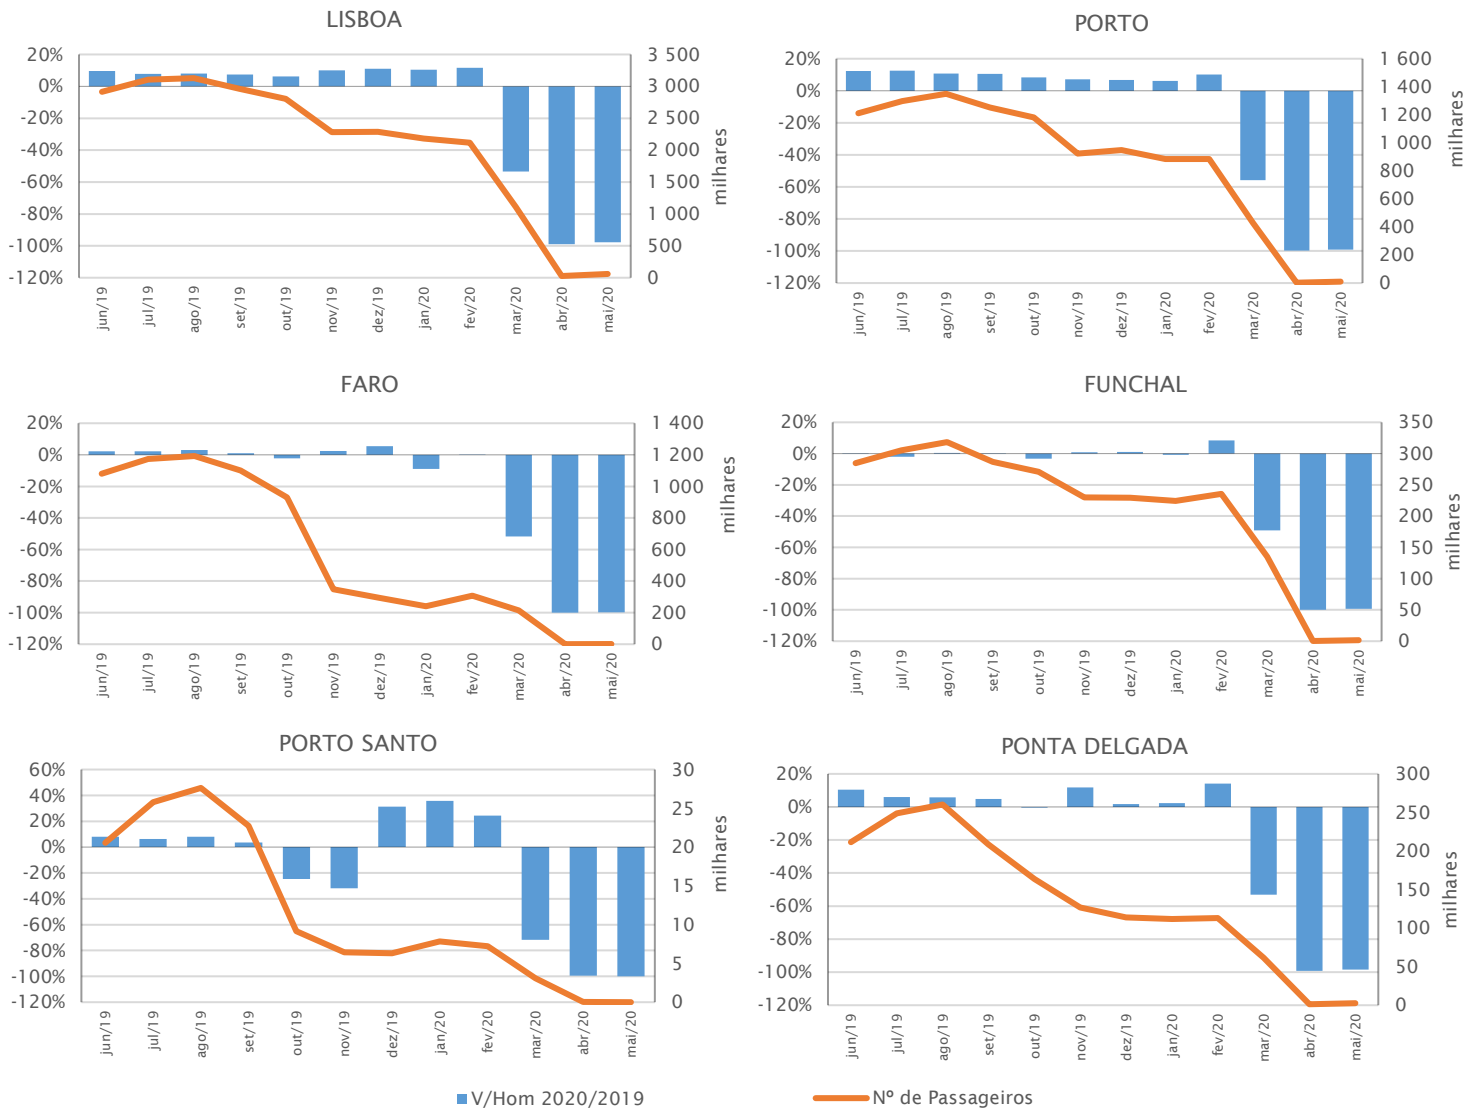 LISBOA
20%
0%
-20%
-40%
-60%
-80%
-100%
-120%
3 500
3 000
2 500
2 000
1 500
1 000
500
0
milhares
jun/19
jul/19
ago/19
set/19
out/19
nov/19
dez/19
jan/20
fev/20
mar/20
abr/20
mai/20
PORTO
20%
0%
-20%
-40%
-60%
-80%
-100%
-120%
1 600
1 400
1 200
1 000
800
600
400
200
0
milhares
jun/19
jul/19
ago/19
set/19
out/19
nov/19
dez/19
jan/20
fev/20
mar/20
abr/20
mai/20
FARO
20%
0%
-20%
-40%
-60%
-80%
-100%
-120%
1 400
1 200
1 000
800
600
400
200
0
milhares
jun/19
jul/19
ago/19
set/19
out/19
nov/19
dez/19
jan/20
fev/20
mar/20
abr/20
mai/20
FUNCHAL
20%
0%
-20%
-40%
-60%
-80%
-100%
-120%
350
300
250
200
150
100
50
0
milhares
jun/19
jul/19
ago/19
set/19
out/19
nov/19
dez/19
jan/20
fev/20
mar/20
abr/20
mai/20
PORTO SANTO
60%
40%
20%
0%
-20%
-40%
-60%
-80%
-100%
-120%
30
25
20
15
10
5
0
milhares
jun/19
jul/19
ago/19
set/19
out/19
nov/19
dez/19
jan/20
fev/20
mar/20
abr/20
mai/20
PONTA DELGADA
20%
0%
-20%
-40%
-60%
-80%
-100%
-120%
300
250
200
150
100
50
0
milhares
jun/19
jul/19
ago/19
set/19
out/19
nov/19
dez/19
jan/20
fev/20
mar/20
abr/20
mai/20
V/Hom 2020/2019
Nº de Passageiros